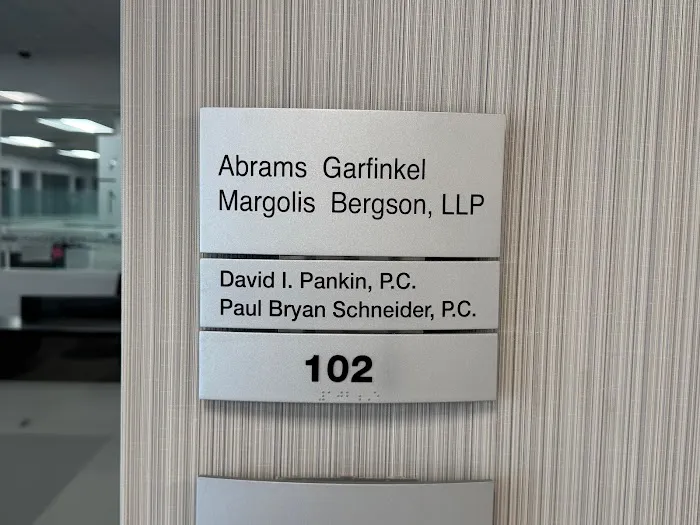 Abrams Garfinkel
Margolis Bergson, LLP
David I. Pankin, P.C.
Paul Bryan Schneider, P.C.
102